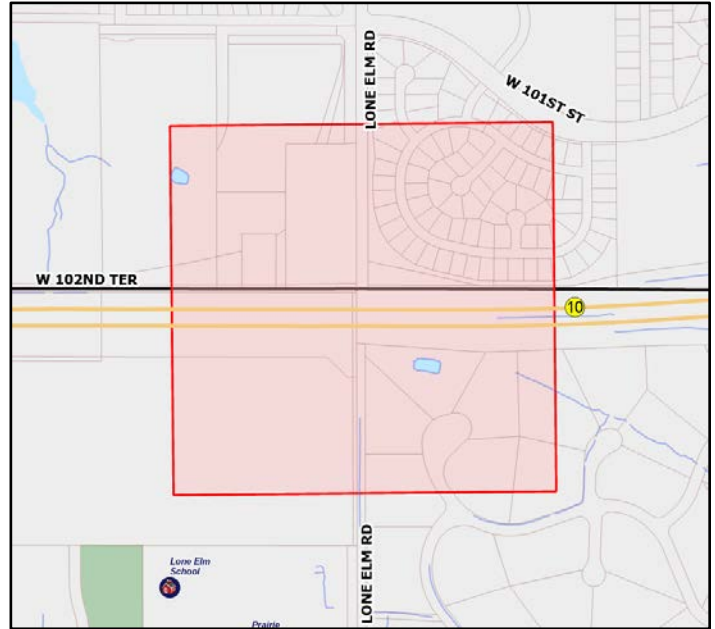 LONE ELM RD
W 101ST ST
W 102ND TER
10
LONE ELM RD
Lone Elm
School
Prairie